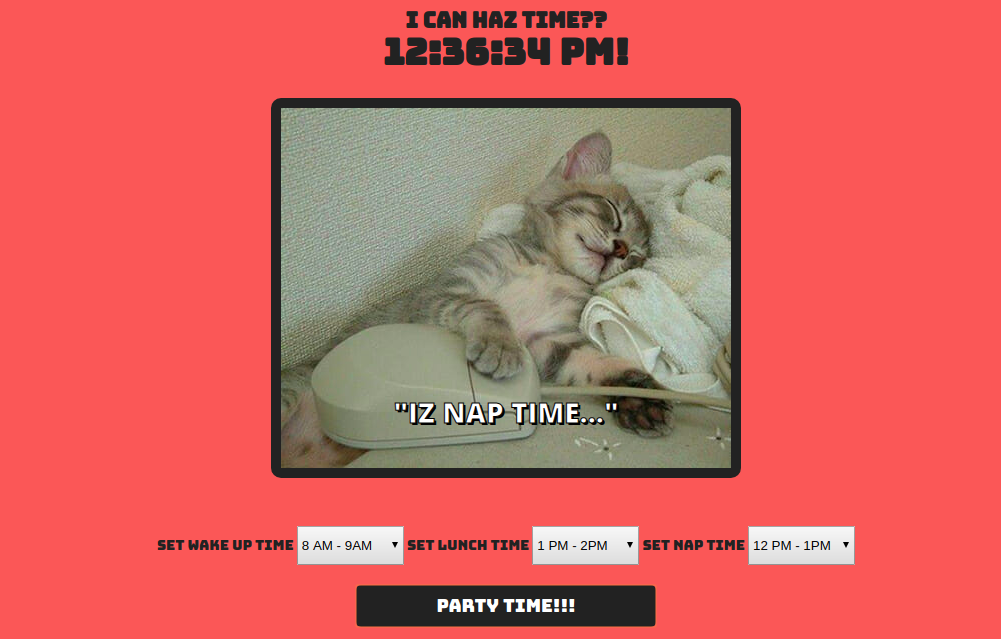 I CAN HAZ TIME??
12:36:34 PM!
"IZ NAP TIME..."
SET WAKE UP TIME 8 AM - 9AM SET LUNCH TIME 1 PM - 2PM SET NAP TIME 12 PM - 1PM
PARTY TIME!!!